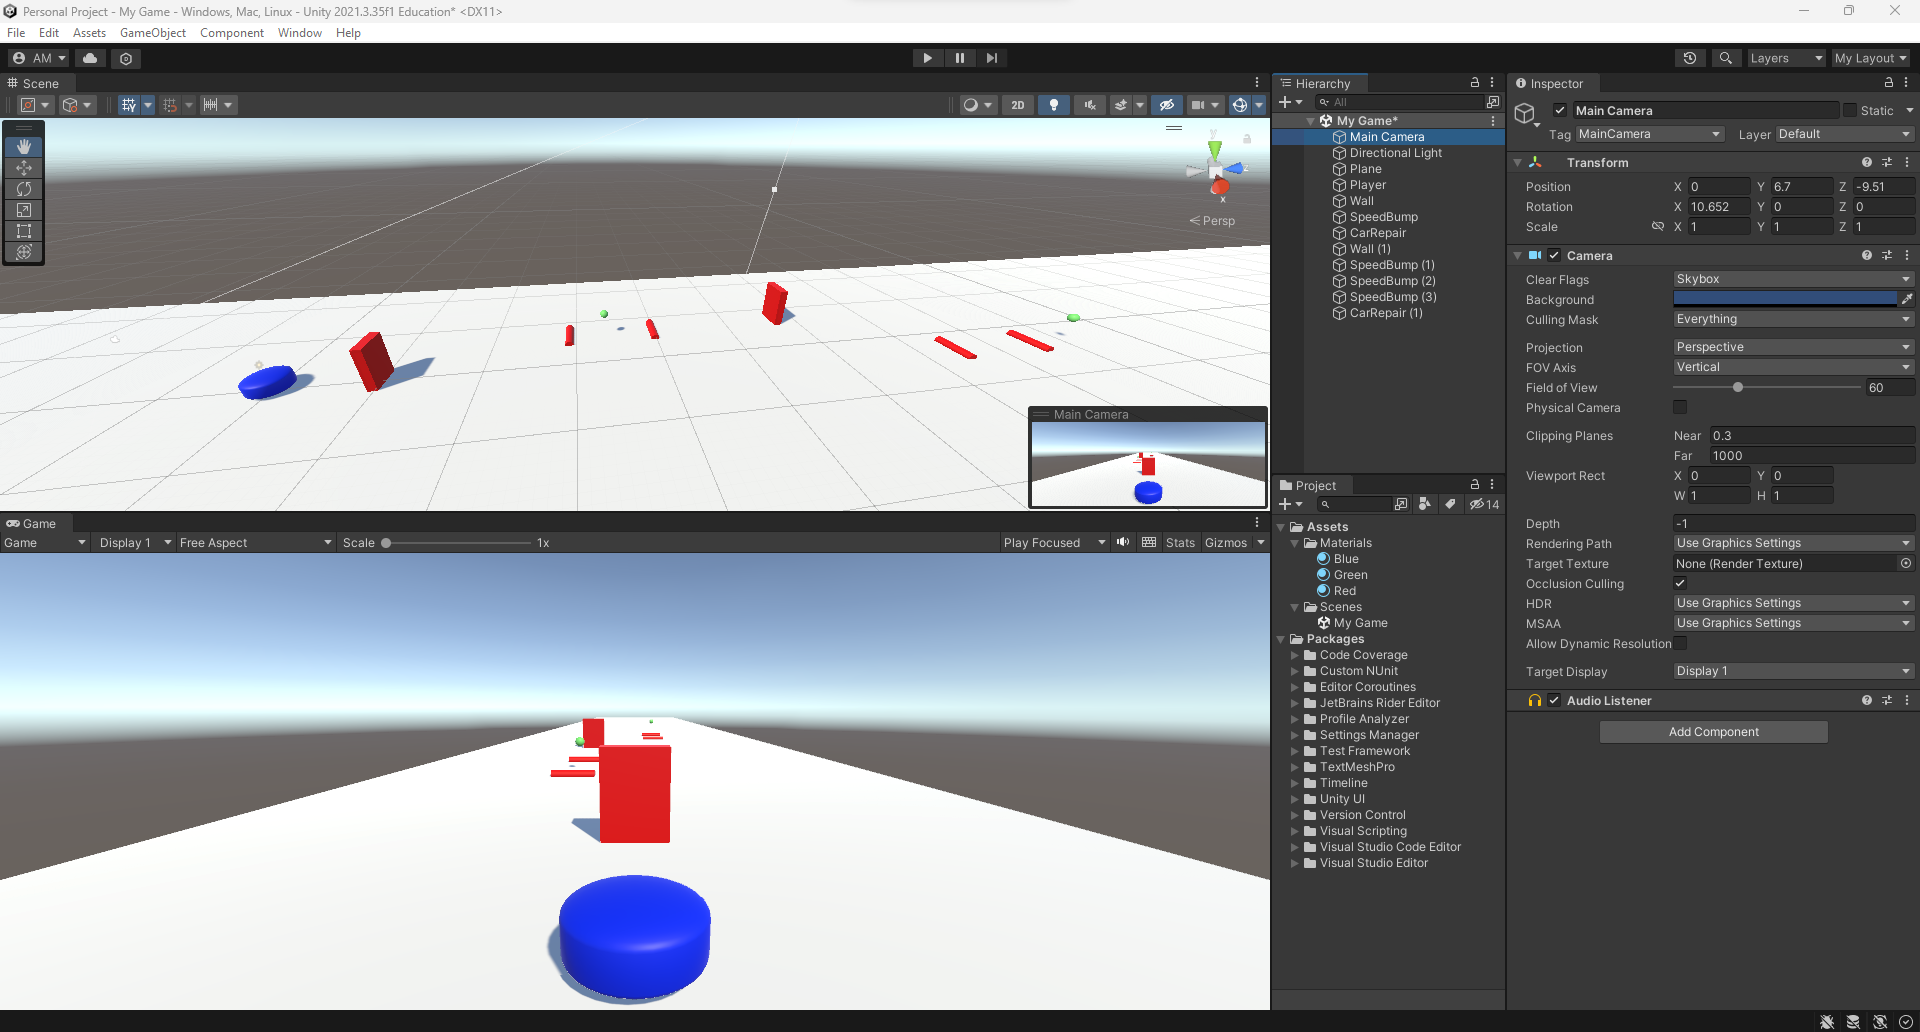 Personal Project - My Game - Windows, Mac, Linux - Unity 2021.3.35f1 Education* <DX11>
File Edit Assets GameObject Component Window Help
AM
Layers My Layout
Scene
2D
y
z
x
Persp
Main Camera
Game
Game Display 1 Free Aspect Scale 1x Play Focused Stats Gizmos
Hierarchy
All
My Game*
Main Camera
Directional Light
Plane
Player
Wall
SpeedBump
CarRepair
Wall (1)
SpeedBump (1)
SpeedBump (2)
SpeedBump (3)
CarRepair (1)
Project
14
Assets
Materials
Blue
Green
Red
Scenes
My Game
Packages
Code Coverage
Custom NUnit
Editor Coroutines
JetBrains Rider Editor
Profile Analyzer
Settings Manager
Test Framework
TextMeshPro
Timeline
Unity UI
Version Control
Visual Scripting
Visual Studio Code Editor
Visual Studio Editor
Inspector
Main Camera Static
Tag MainCamera Layer Default
Transform
Position X 0 Y 6.7 Z -9.51
Rotation X 10.652 Y 0 Z 0
Scale X 1 Y 1 Z 1
Camera
Clear Flags Skybox
Background
Culling Mask Everything
Projection Perspective
FOV Axis Vertical
Field of View 60
Physical Camera
Clipping Planes Near 0.3
Far 1000
Viewport Rect X 0 Y 0
W 1 H 1
Depth -1
Rendering Path Use Graphics Settings
Target Texture None (Render Texture)
Occlusion Culling
HDR Use Graphics Settings
MSAA Use Graphics Settings
Allow Dynamic Resolution
Target Display Display 1
Audio Listener
Add Component